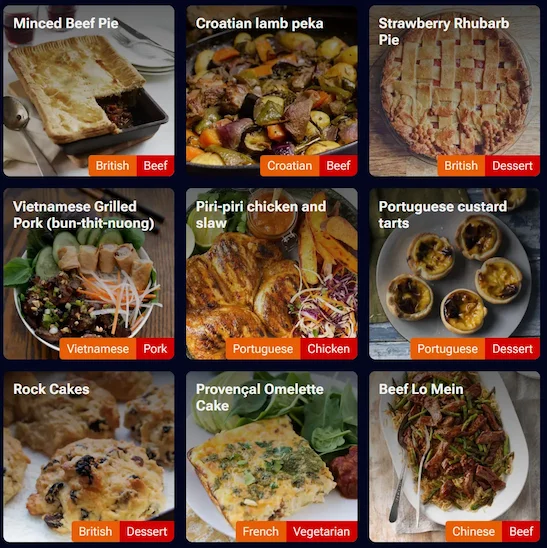 Minced Beef Pie
British Beef
Croatian lamb peka
Croatian Beef
Strawberry Rhubarb
Pie
British Dessert
Vietnamese Grilled
Pork (bun-thit-nuong)
Vietnamese Pork
Piri-piri chicken and
slaw
Portuguese Chicken
Portuguese custard
tarts
Portuguese Dessert
Rock Cakes
British Dessert
Provençal Omelette
Cake
French Vegetarian
Beef Lo Mein
Chinese Beef